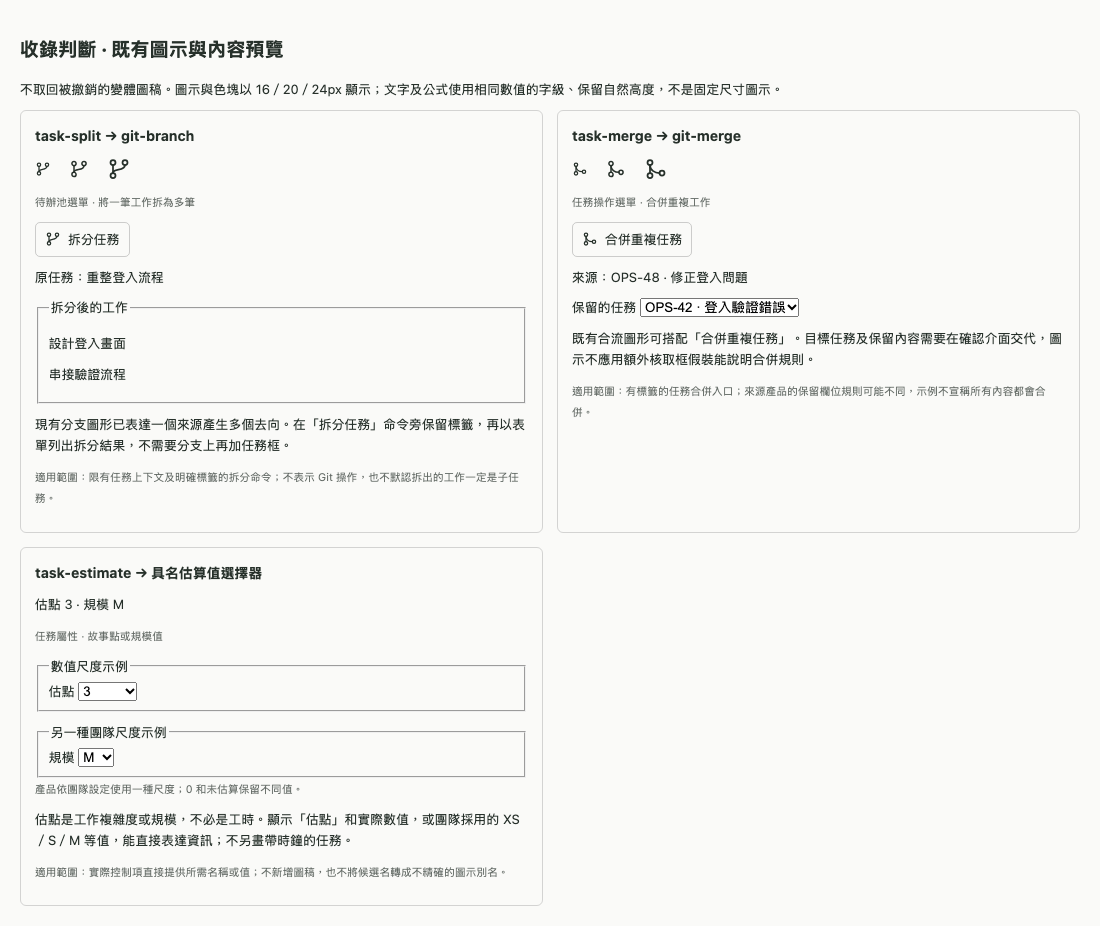 收錄判斷 · 既有圖示與內容預覽
不取回被撤銷的變體圖稿。圖示與色塊以 16 / 20 / 24px 顯示；文字及公式使用相同數值的字級、保留自然高度，不是固定尺寸圖示。
task-split → git-branch
待辦池選單 · 將一筆工作拆為多筆
拆分任務
原任務：重整登入流程
拆分後的工作
設計登入畫面
串接驗證流程
現有分支圖形已表達一個來源產生多個去向。在「拆分任務」命令旁保留標籤，再以表
單列出拆分結果，不需要分支上再加任務框。
適用範圍：限有任務上下文及明確標籤的拆分命令；不表示 Git 操作，也不默認拆出的工作一定是子任
務。
task-merge → git-merge
任務操作選單 · 合併重複工作
合併重複任務
來源：OPS-48 · 修正登入問題
保留的任務 OPS-42 · 登入驗證錯誤
既有合流圖形可搭配「合併重複任務」。目標任務及保留內容需要在確認介面交代，圖
示不應用額外核取框假裝能說明合併規則。
適用範圍：有標籤的任務合併入口；來源產品的保留欄位規則可能不同，示例不宣稱所有內容都會合
併。
task-estimate → 具名估算值選擇器
估點 3 · 規模 M
任務屬性 · 故事點或規模值
數值尺度示例
估點 3
另一種團隊尺度示例
規模 M
產品依團隊設定使用一種尺度；0 和未估算保留不同值。
估點是工作複雜度或規模，不必是工時。顯示「估點」和實際數值，或團隊採用的 XS
/ S / M 等值，能直接表達資訊；不另畫帶時鐘的任務。
適用範圍：實際控制項直接提供所需名稱或值；不新增圖稿，也不將候選名轉成不精確的圖示別名。